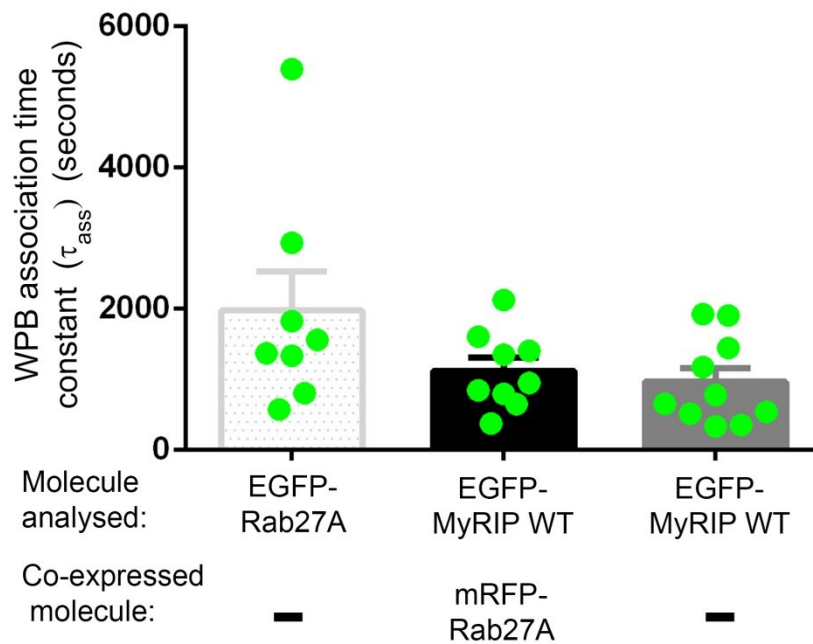 WPB association time
constant (τass) (seconds)
6000
4000
2000
0
Molecule
analysed:
EGFP-
Rab27A
EGFP-
MyRIP WT
EGFP-
MyRIP WT
Co-expressed
molecule:
-
mRFP-
Rab27A
-